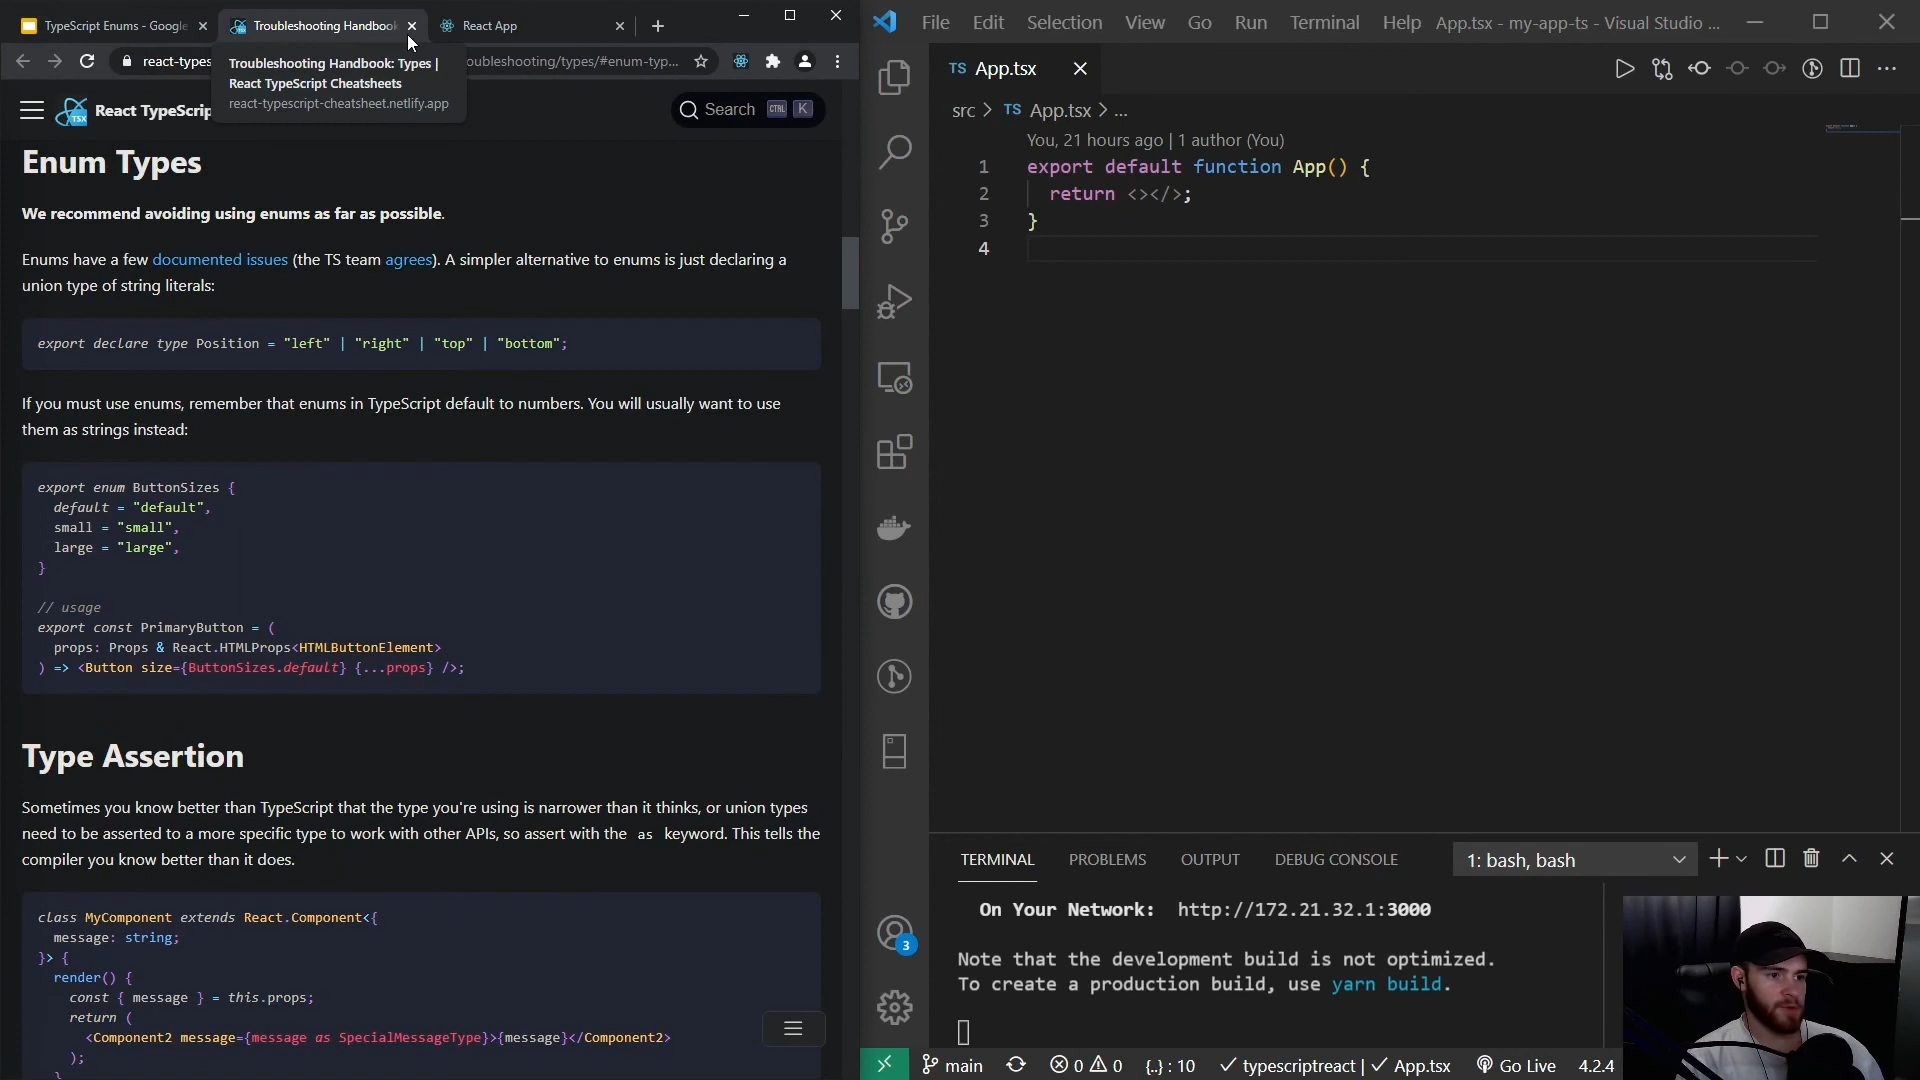 TypeScript Enums - Google
Troubleshooting Handbook
React App
react-types
oubleshooting/types/#enum-typ...
Troubleshooting Handbook: Types |
React TypeScript Cheatsheets
react-typescript-cheatsheet.netlify.app
React TypeScrip
Search CTRL K
Enum Types
We recommend avoiding using enums as far as possible.
Enums have a few documented issues (the TS team agrees). A simpler alternative to enums is just declaring a
union type of string literals:
export declare type Position = "left" | "right" | "top" | "bottom";
If you must use enums, remember that enums in TypeScript default to numbers. You will usually want to use
them as strings instead:
export enum ButtonSizes {
default = "default",
small = "small",
large = "large",
}
// usage
export const PrimaryButton = (
props: Props & React.HTMLProps<HTMLButtonElement>
) => <Button size={ButtonSizes.default} {...props} />;
Type Assertion
Sometimes you know better than TypeScript that the type you're using is narrower than it thinks, or union types
need to be asserted to a more specific type to work with other APIs, so assert with the as keyword. This tells the
compiler you know better than it does.
class MyComponent extends React.Component<{
message: string;
}> {
render() {
const { message } = this.props;
return (
<Component2 message={message as SpecialMessageType}>{message}</Component2>
);
}
File Edit Selection View Go Run Terminal Help App.tsx - my-app-ts - Visual Studio ...
TS App.tsx
src > TS App.tsx > ...
You, 21 hours ago | 1 author (You)
1 export default function App() {
2 return <></>;
3 }
4
TERMINAL PROBLEMS OUTPUT DEBUG CONSOLE 1: bash, bash
On Your Network: http://172.21.32.1:3000
Note that the development build is not optimized.
To create a production build, use yarn build.
3
main 0 0 {..} : 10 typescriptreact | App.tsx Go Live 4.2.4